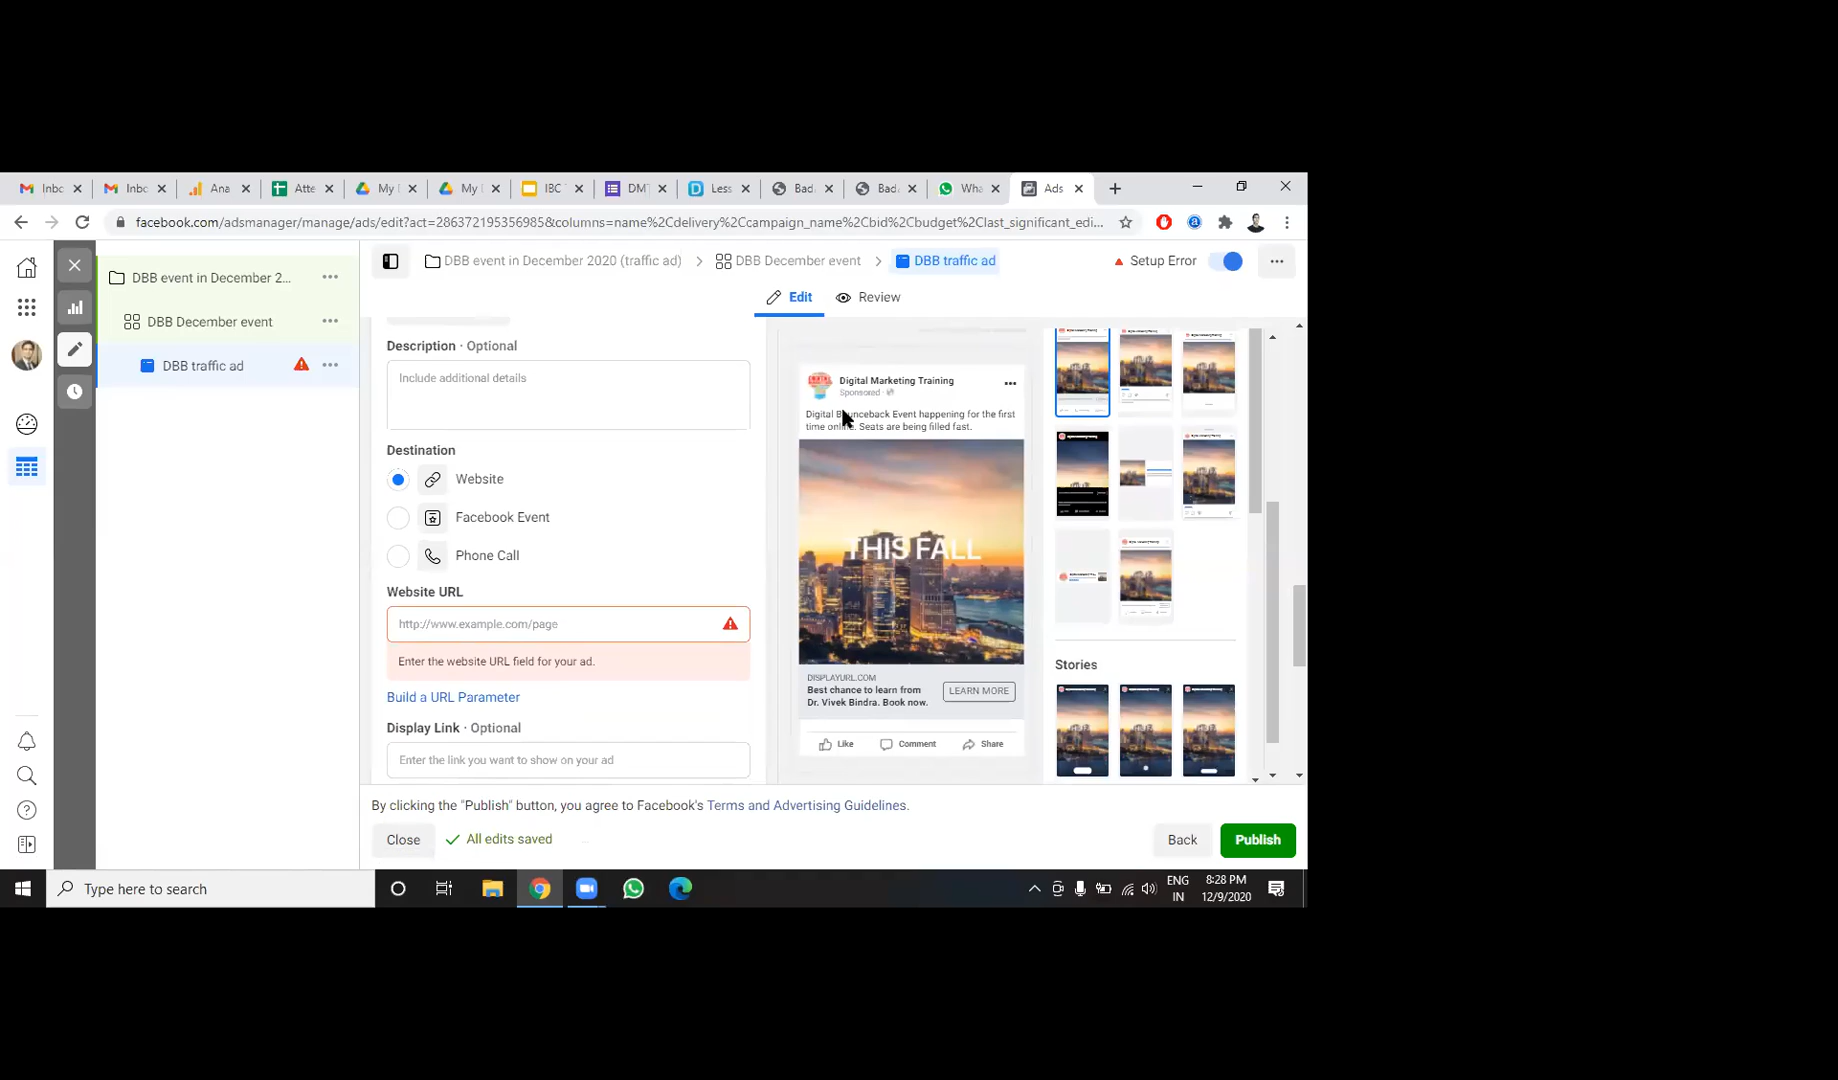 Inbo
Inbo
Ana
Atte
My
My
IBC
DMT
Less
Bad
Bad
Wha
Ads
facebook.com/adsmanager/manage/ads/edit?act=286372195356985&columns=name%2Cdelivery%2Ccampaign_name%2Cbid%2Cbudget%2Clast_significant_edi...
DBB event in December 2...
DBB December event
DBB traffic ad
DBB event in December 2020 (traffic ad)
DBB December event
DBB traffic ad
Setup Error
Edit
Review
Description · Optional
Include additional details
Destination
Website
Facebook Event
Phone Call
Website URL
http://www.example.com/page
Enter the website URL field for your ad.
Build a URL Parameter
Display Link · Optional
Enter the link you want to show on your ad
Digital Marketing Training
Sponsored ·
Digital Event happening for the first
time Seats are being filled fast.
THIS FALL
DISPLAYURL.COM
Best chance to learn from
Dr. Vivek Bindra. Book now.
LEARN MORE
Like
Comment
Share
Stories
By clicking the "Publish" button, you agree to Facebook's Terms and Advertising Guidelines.
Close
All edits saved
Back
Publish
Type here to search
ENG
IN
8:28 PM
12/9/2020